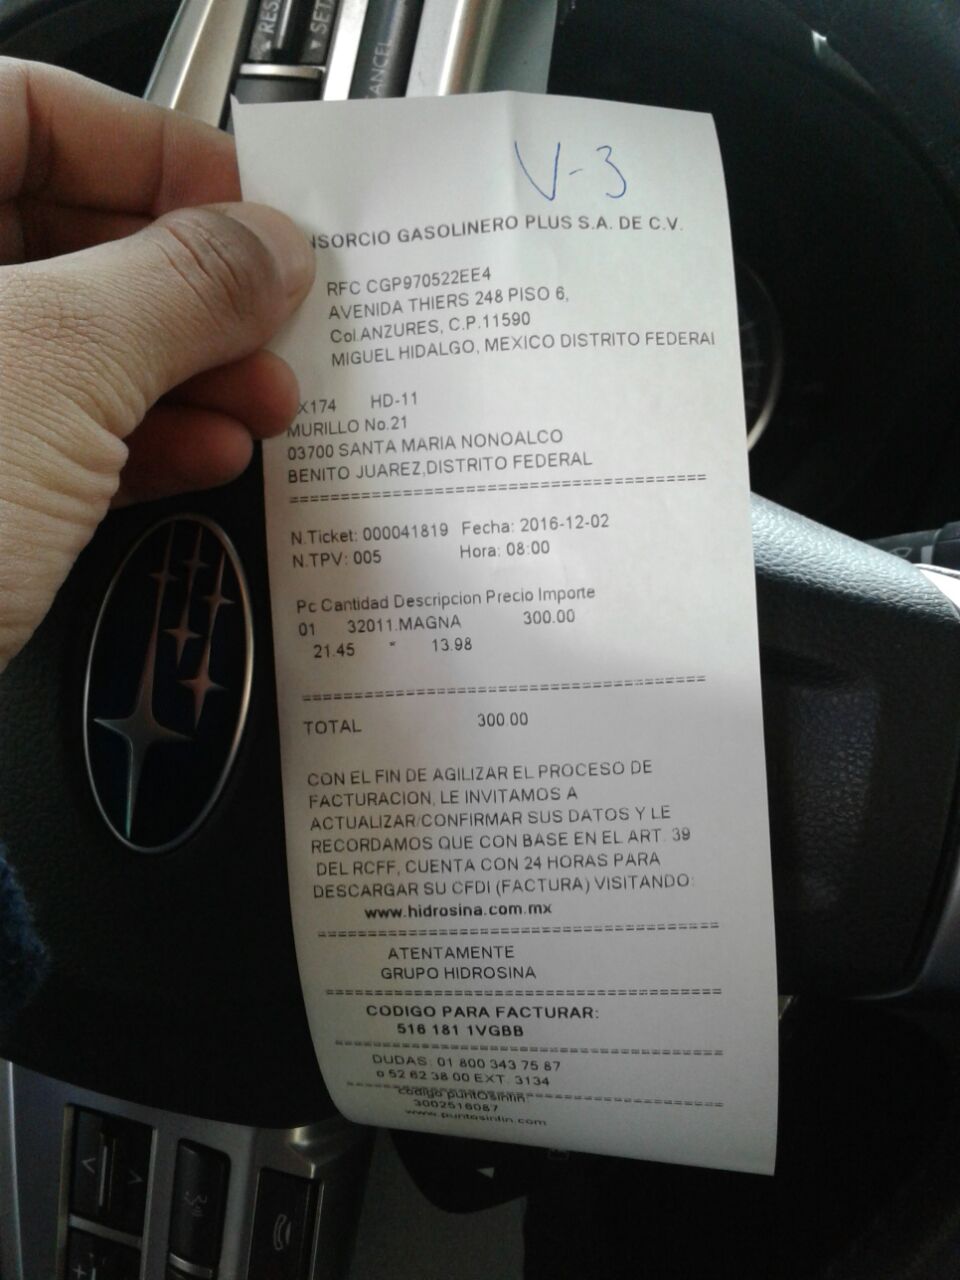 RES
SET
CANCEL
V-3
NSORCIO GASOLINERO PLUS S.A. DE C.V.
RFC CGP970522EE4
AVENIDA THIERS 248 PISO 6,
Col.ANZURES, C.P.11590
MIGUEL HIDALGO, MEXICO DISTRITO FEDERAl
X174 HD-11
MURILLO No.21
03700 SANTA MARIA NONOALCO
BENITO JUAREZ,DISTRITO FEDERAL
========================================
N.Ticket: 000041819 Fecha: 2016-12-02
N.TPV: 005 Hora: 08:00
Pc Cantidad Descripcion Precio Importe
01 32011.MAGNA 300.00
21.45 * 13.98
========================================
TOTAL 300.00
CON EL FIN DE AGILIZAR EL PROCESO DE
FACTURACION, LE INVITAMOS A
ACTUALIZAR/CONFIRMAR SUS DATOS Y LE
RECORDAMOS QUE CON BASE EN EL ART. 39
DEL RCFF, CUENTA CON 24 HORAS PARA
DESCARGAR SU CFDI (FACTURA) VISITANDO:
www.hidrosina.com.mx
========================================
ATENTAMENTE
GRUPO HIDROSINA
========================================
CODIGO PARA FACTURAR:
516 181 1VGBB
========================================
DUDAS: 01 800 343 75 87
o 52 62 38 00 EXT. 3134
========================================
codigo puntOsinfin
3002516087
www.puntosinfin.com